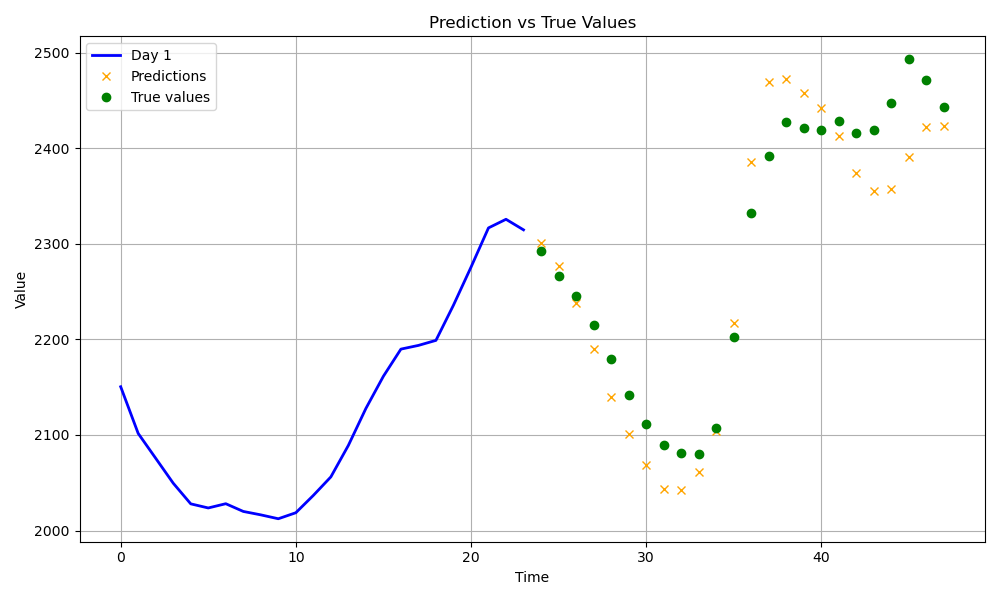 Prediction vs True Values
Day 1
Predictions
True values
2500
2400
2300
2200
2100
2000
Value
0 10 20 30 40
Time